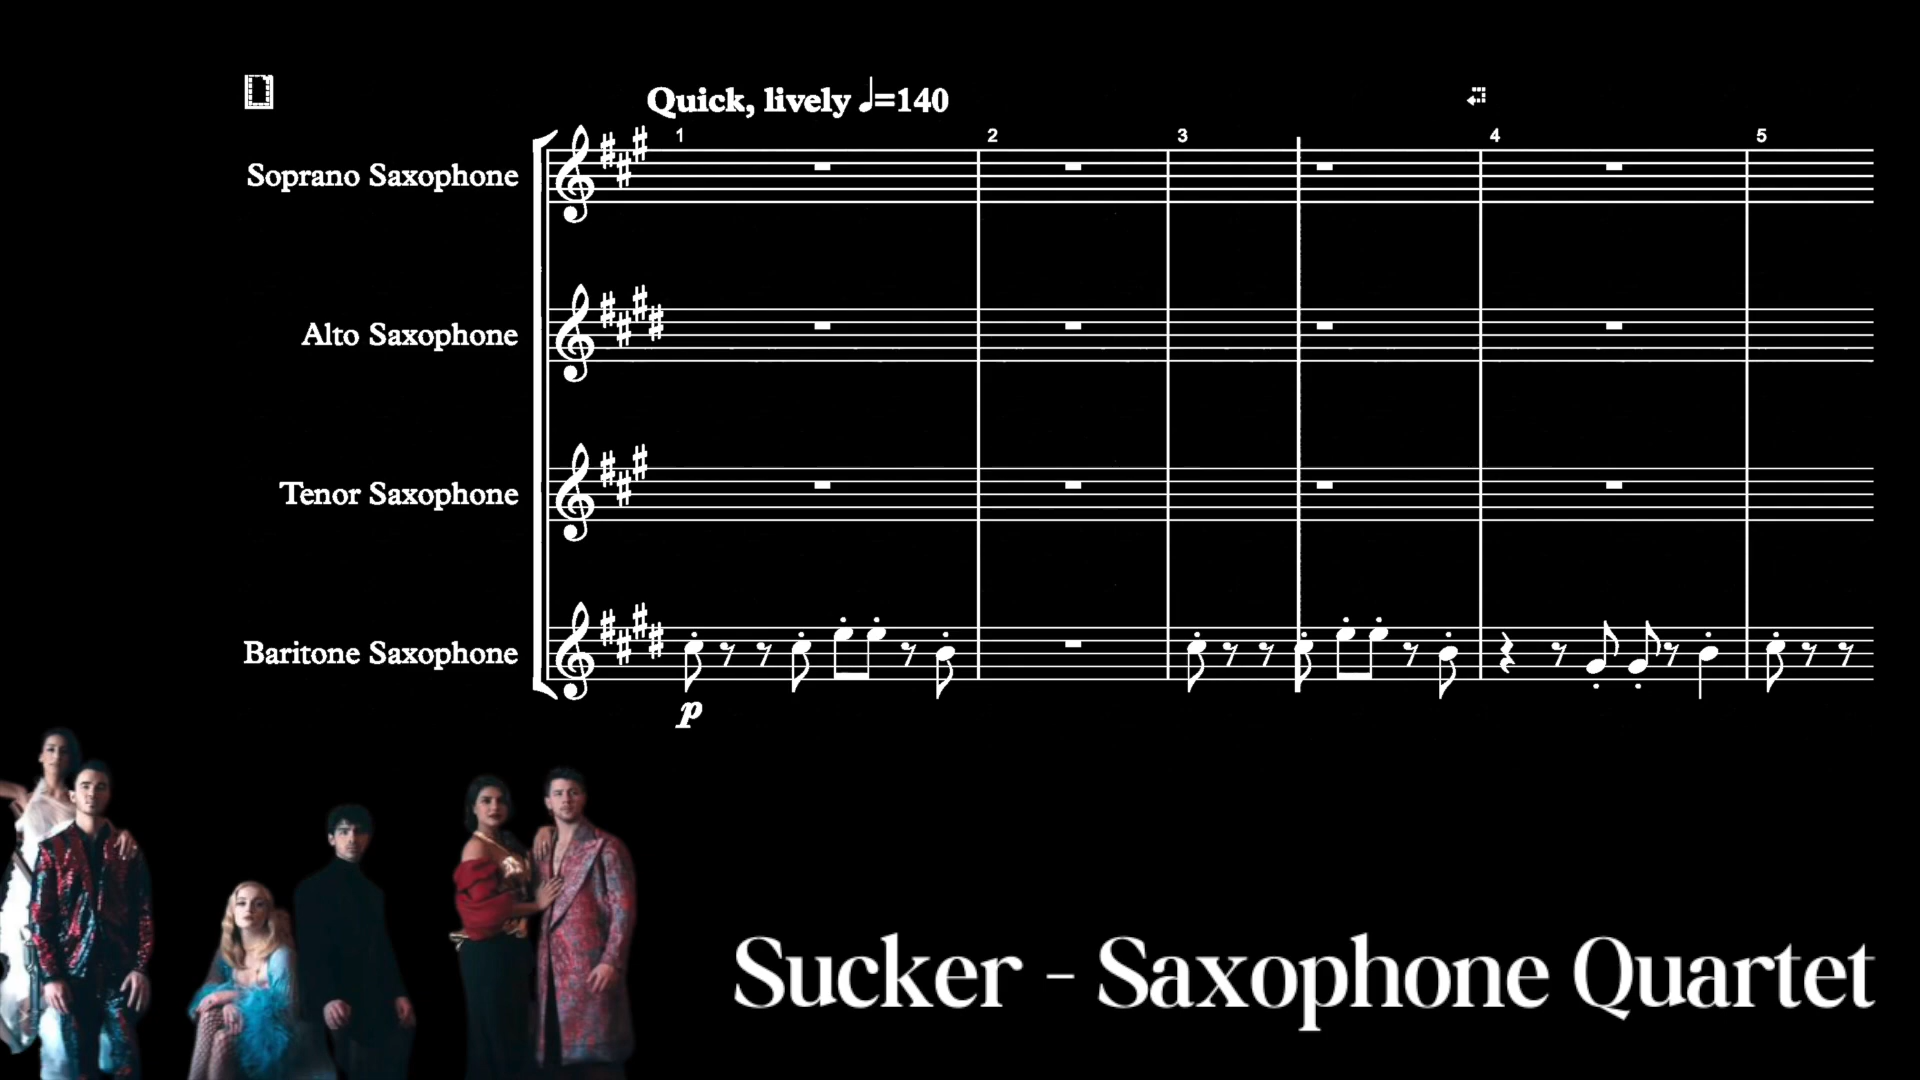 Quick, lively ♩=140
1 2 3 4 5
Soprano Saxophone
Alto Saxophone
Tenor Saxophone
Baritone Saxophone
p
Sucker - Saxophone Quartet